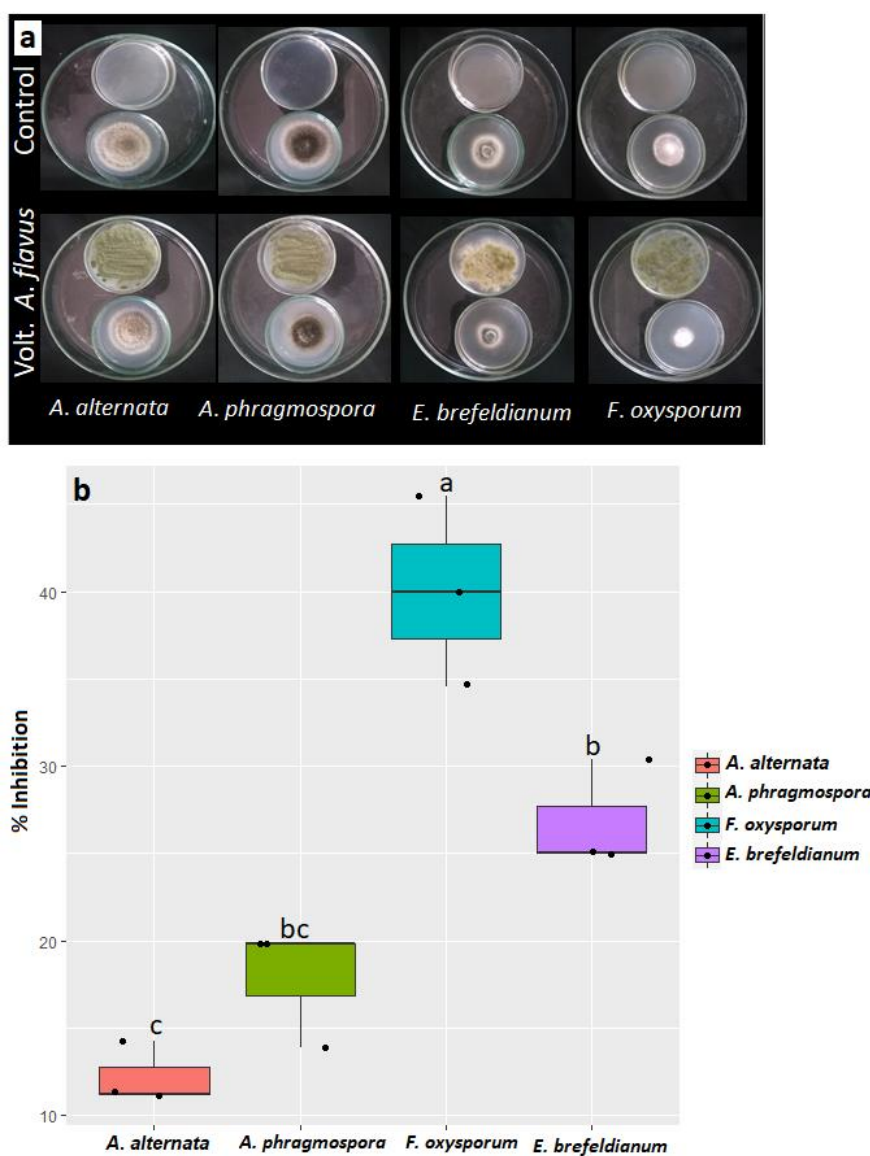 a
Control
Volt. A. flavus
A. alternata A. phragmospora E. brefeldianum F. oxysporum
b
% Inhibition
40
30
20
10
c
bc
a
b
A. alternata A. phragmospora F. oxysporum E. brefeldianum
A. alternata
A. phragmospora
F. oxysporum
E. brefeldianum